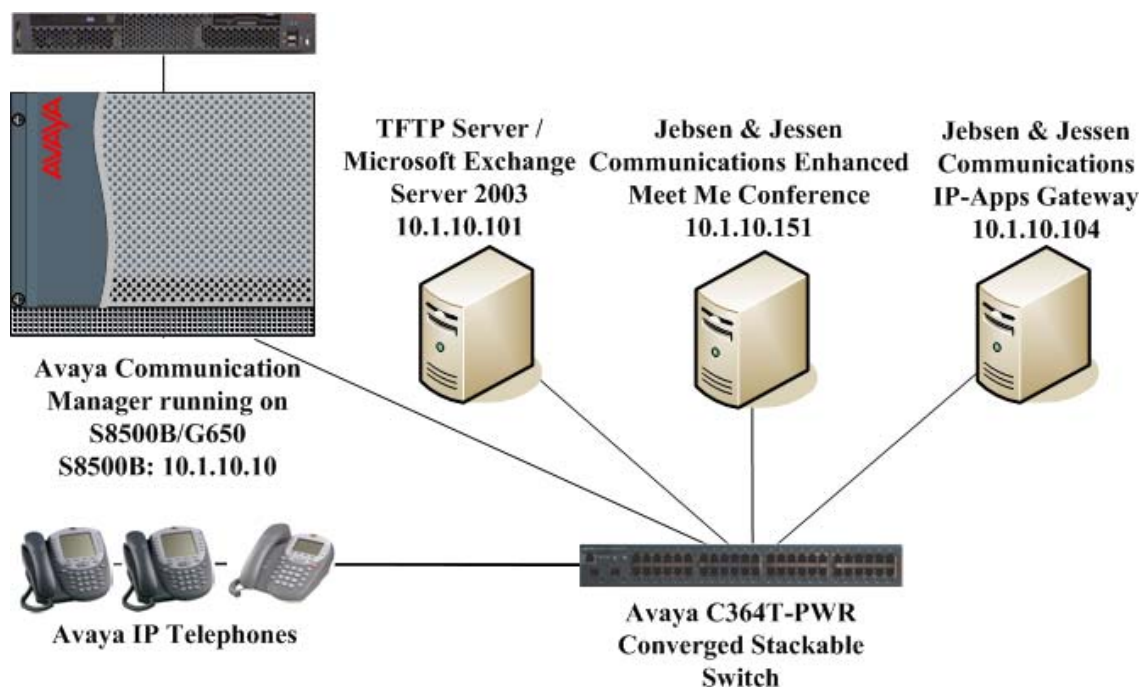 AVAYA
TFTP Server /
Microsoft Exchange
Server 2003
10.1.10.101
Jebsen & Jessen
Communications Enhanced
Meet Me Conference
10.1.10.151
Jebsen & Jessen
Communications
IP-Apps Gateway
10.1.10.104
Avaya Communication
Manager running on
S8500B/G650
S8500B: 10.1.10.10
Avaya IP Telephones
Avaya C364T-PWR
Converged Stackable
Switch